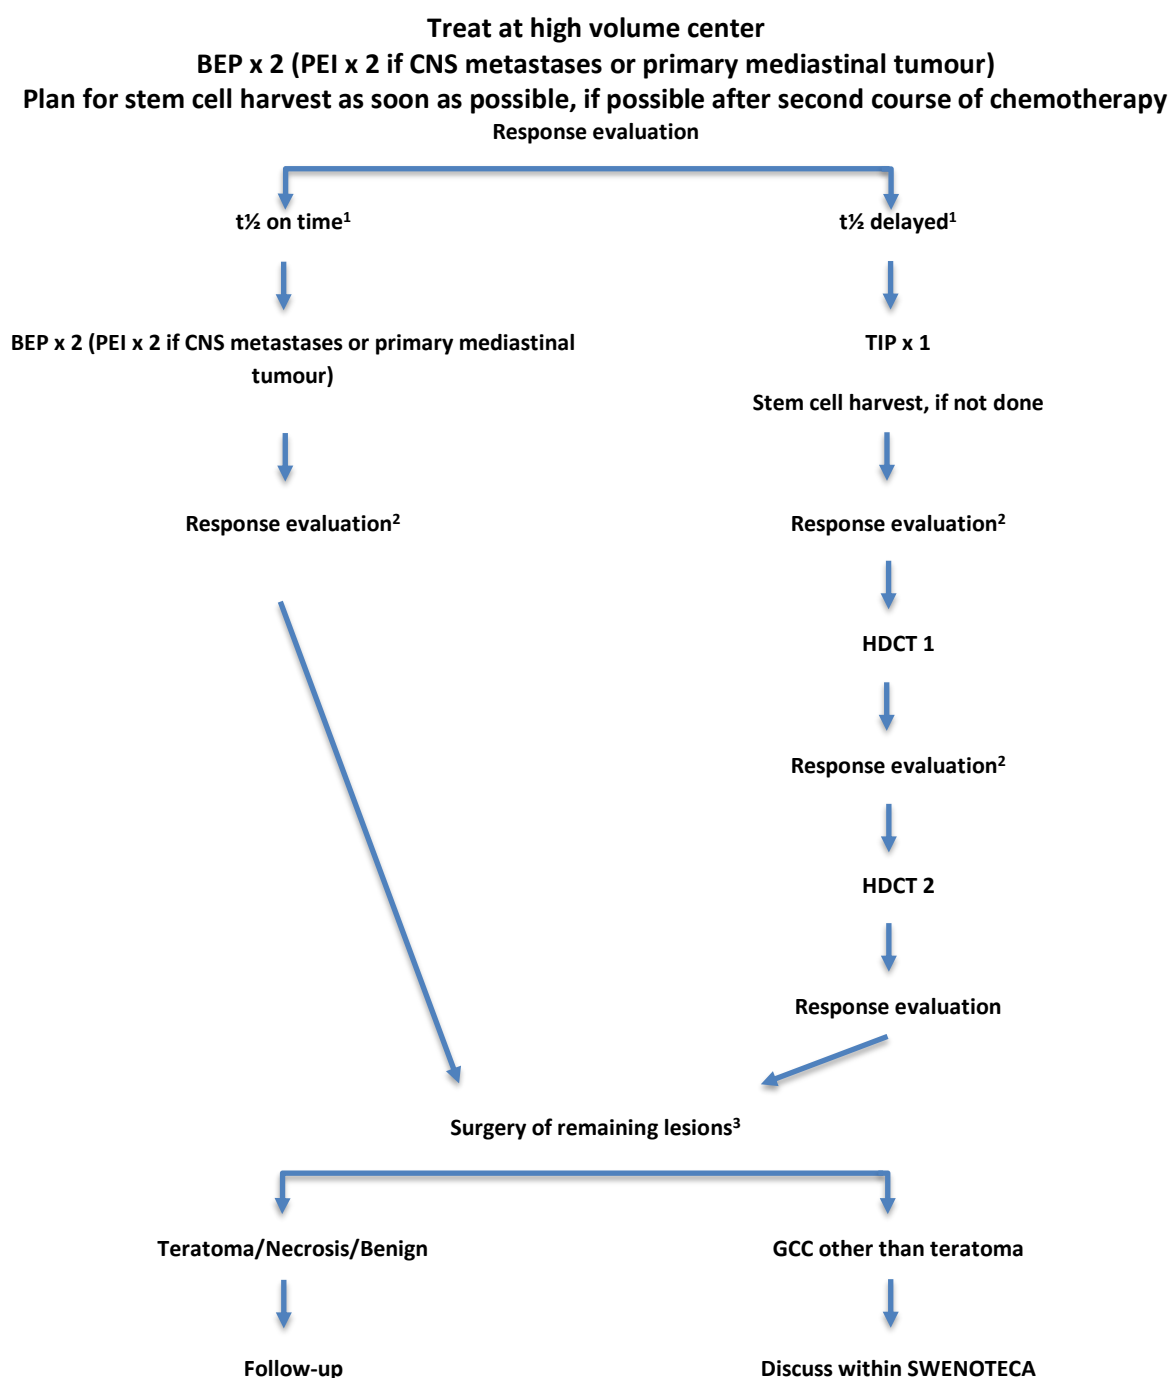 Treat at high volume center
BEP x 2 (PEI x 2 if CNS metastases or primary mediastinal tumour)
Plan for stem cell harvest as soon as possible, if possible after second course of chemotherapy
Response evaluation
t½ on time¹
t½ delayed¹
BEP x 2 (PEI x 2 if CNS metastases or primary mediastinal
tumour)
TIP x 1
Stem cell harvest, if not done
Response evaluation²
Response evaluation²
HDCT 1
Response evaluation²
HDCT 2
Response evaluation
Surgery of remaining lesions³
Teratoma/Necrosis/Benign
GCC other than teratoma
Follow-up
Discuss within SWENOTECA